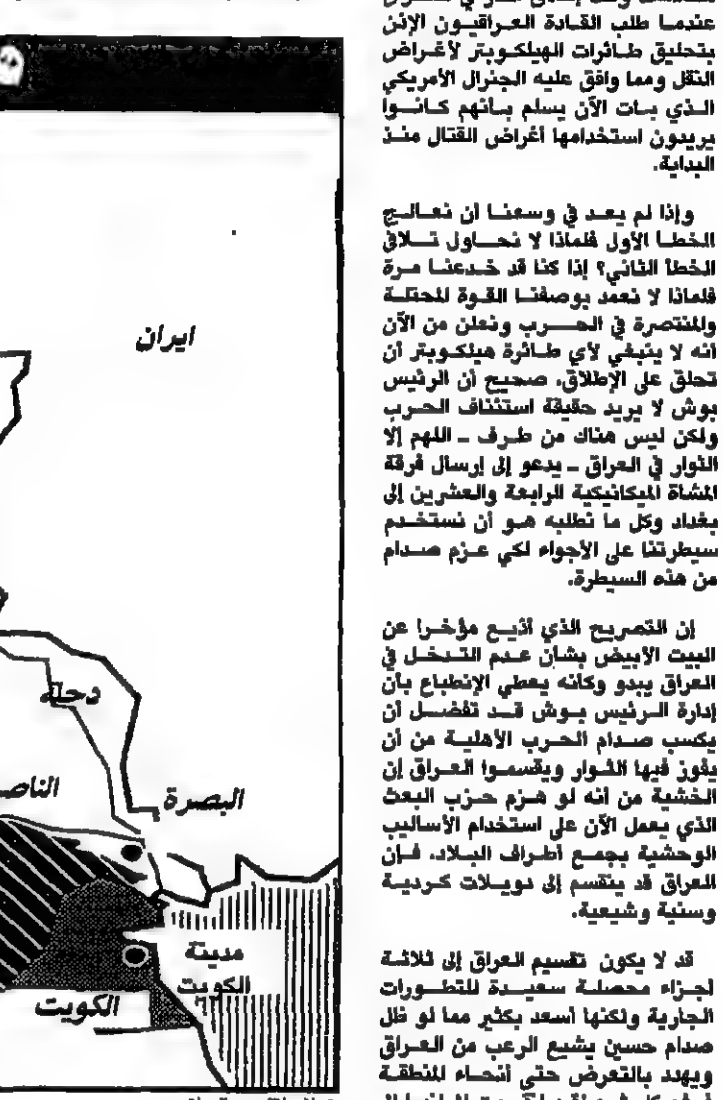 عندما طلب القادة العراقيون الإذن
بتحليق طائرات الهيلكوبتر لأغراض
النقل ومما وافق عليه الجنرال الأمريكي
الذي بات الآن يسلم بأنهم كانوا
يريدون استخدامها أغراض القتال منذ
البداية.
وإذا لم يعد في وسعنا أن نعالج
الخطأ الأول فلماذا لا نحاول تلافي
الخطأ الثاني؟ إذا كنا قد خدعنا مرة
فلماذا لا نعمد بوصفنا القوة المحتلة
والمنتصرة في الحرب ونعلن من الآن
أنه لا ينبغي لأي طائرة هيلكوبتر أن
تحلق على الإطلاق، صحيح أن الرئيس
بوش لا يريد حقيقة استئناف الحرب
ولكن ليس هناك من طرف ـ اللهم إلا
الثوار في العراق ـ يدعو إلى إرسال فرقة
المشاة الميكانيكية الرابعة والعشرين إلى
بغداد وكل ما نطلبه هو أن نستخدم
سيطرتنا على الأجواء لكي عزم صدام
من هذه السيطرة.
إن التصريح الذي أذيع مؤخرا عن
البيت الأبيض بشأن عدم التدخل في
العراق يبدو وكأنه يعطي الإنطباع بأن
إدارة الرئيس بوش قد تفضل أن
يكسب صدام الحرب الأهلية من أن
يفوز فيها الثوار ويقسموا العراق إن
الخشية من أنه لو هزم حزب البعث
الذي يعمل الآن على استخدام الأساليب
الوحشية بجمع أطراف البلاد، فإن
العراق قد ينقسم إلى دويلات كردية
وسنية وشيعية.
قد لا يكون تقسيم العراق إلى ثلاثة
أجزاء محصلة سعيدة للتطورات
الجارية ولكنها أسعد بكثير مما لو ظل
صدام حسين يشيع الرعب من العراق
ويهدد بالتعرض حتى أنحاء المنطقة
ايران
دجلة
الناص
البصرة
مدينة
الكويت
الكويت